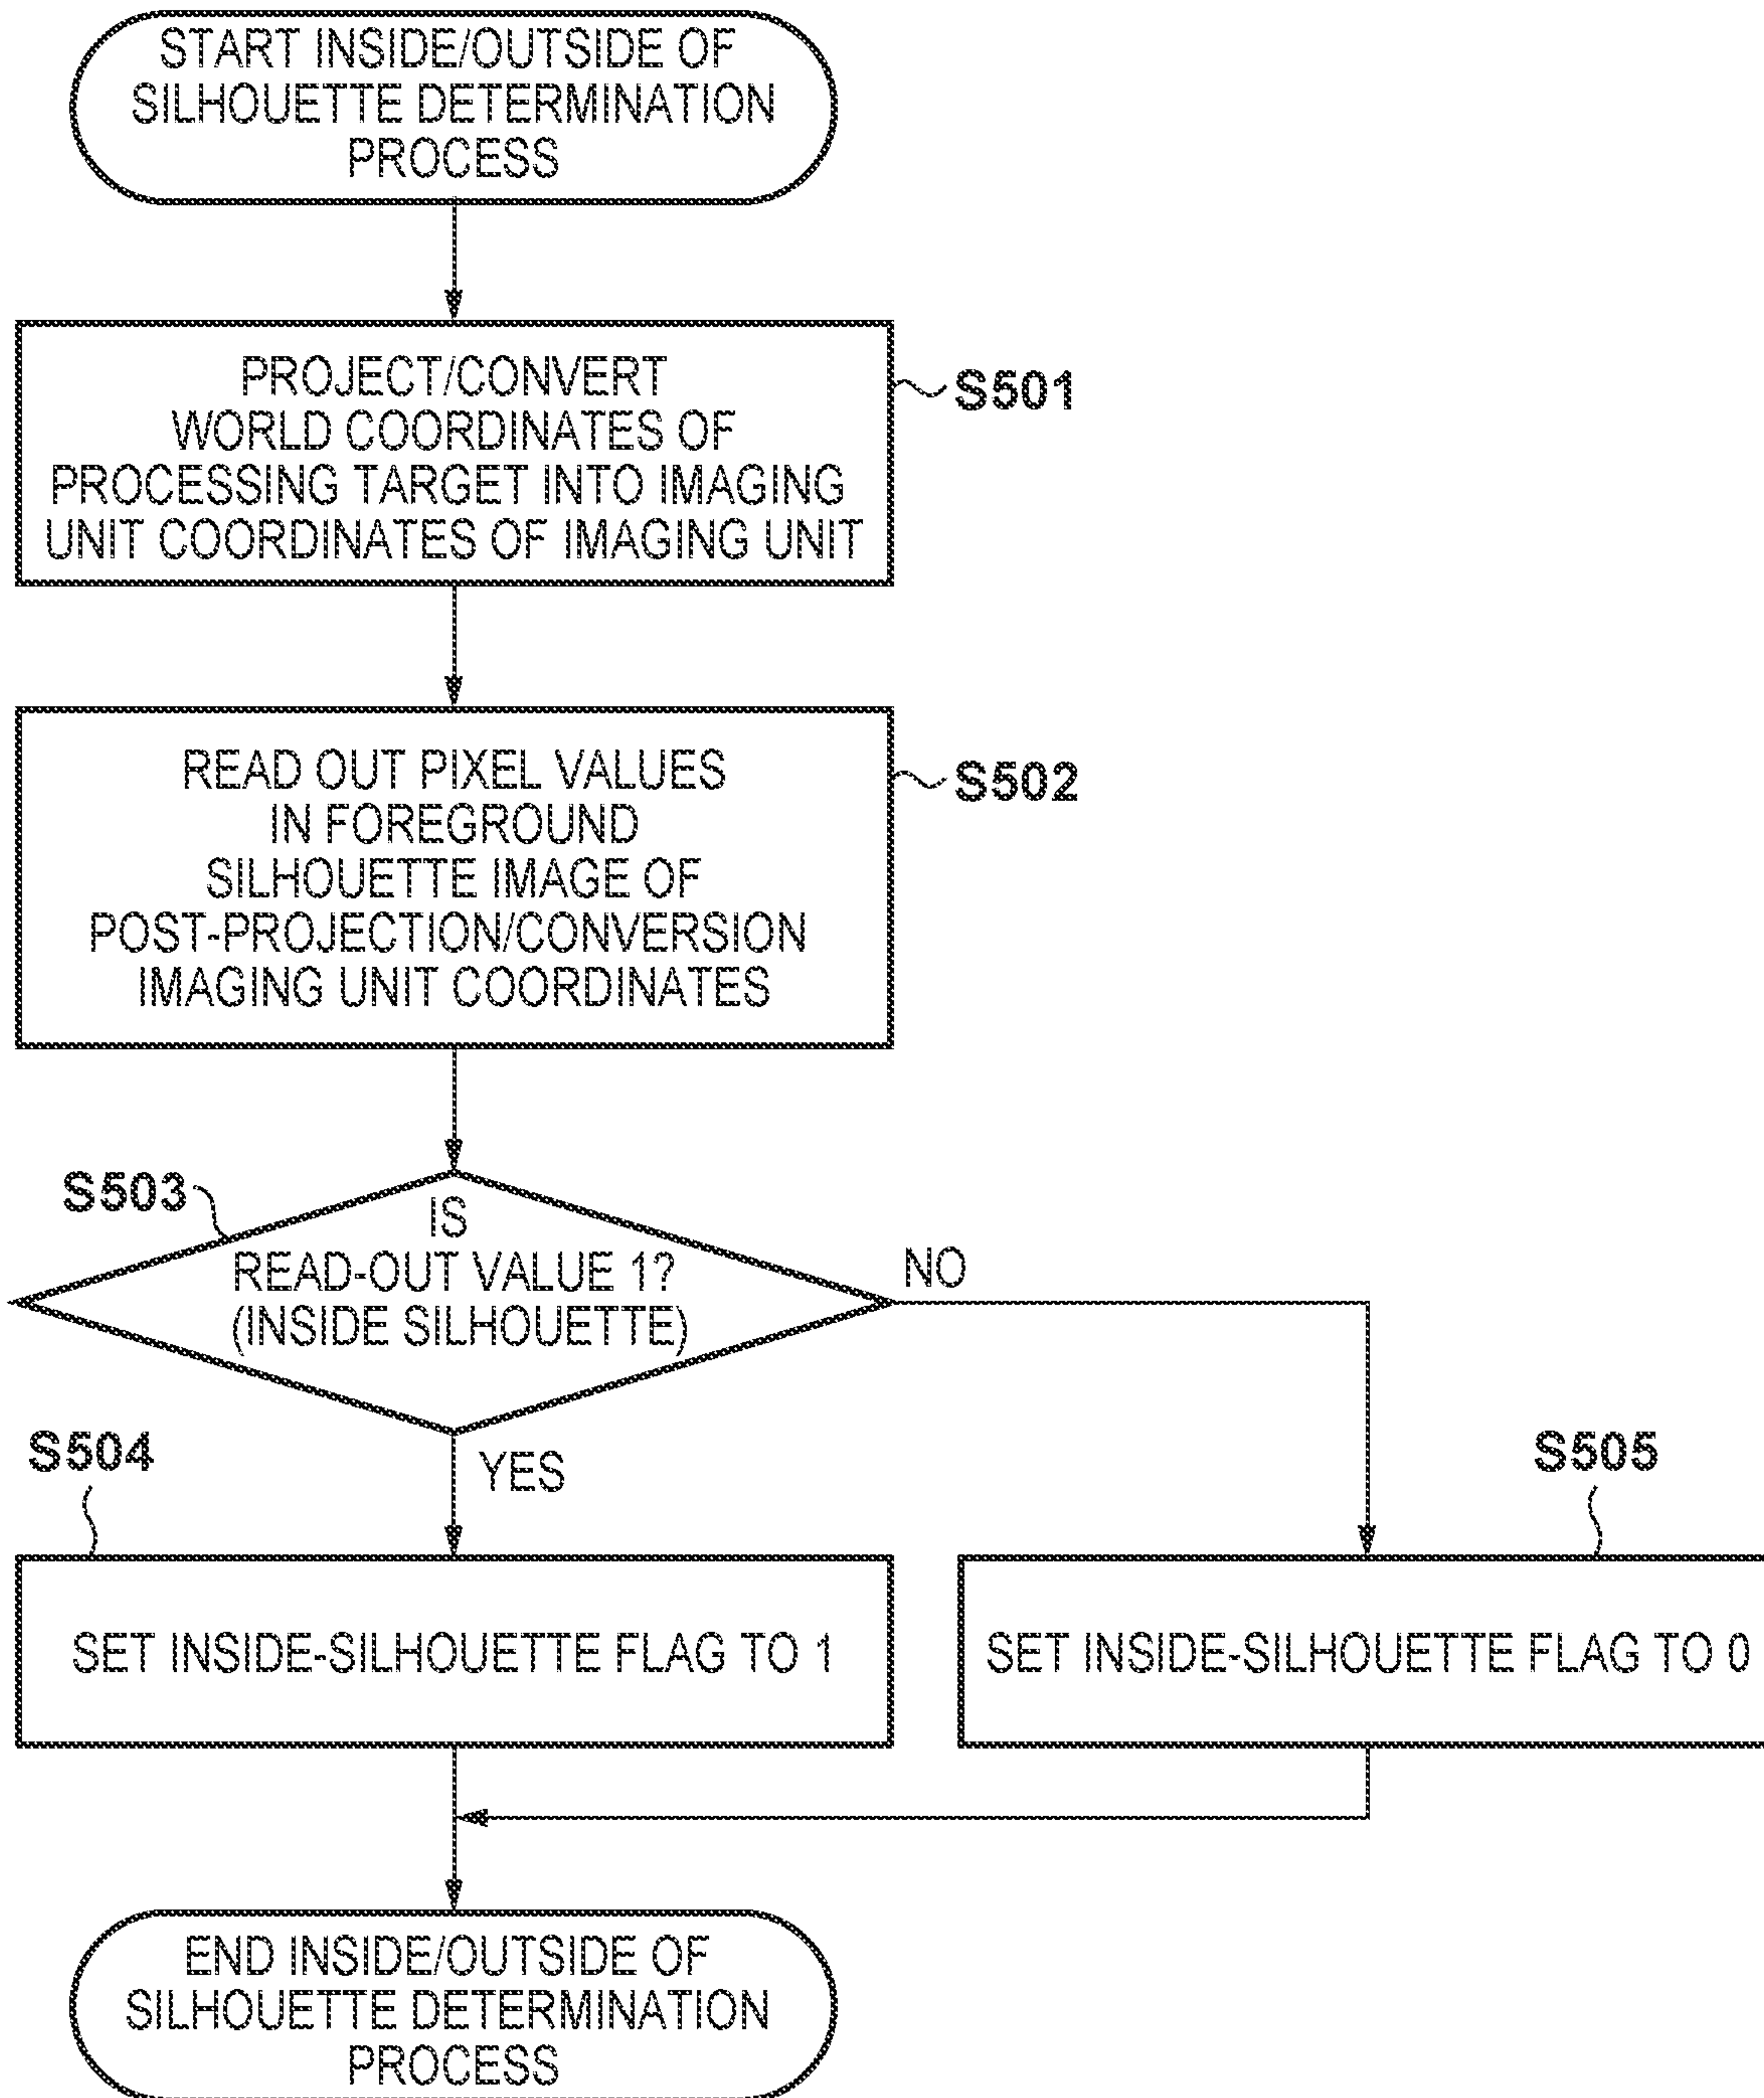 START INSIDE/OUTSIDE OF
SILHOUETTE DETERMINATION
PROCESS
PROJECT/CONVERT
WORLD COORDINATES OF
PROCESSING TARGET INTO IMAGING
UNIT COORDINATES OF IMAGING UNIT
S501
READ OUT PIXEL VALUES
IN FOREGROUND
SILHOUETTE IMAGE OF
POST-PROJECTION/CONVERSION
IMAGING UNIT COORDINATES
S502
S503
IS
READ-OUT VALUE 1?
(INSIDE SILHOUETTE)
NO
YES
S504
SET INSIDE-SILHOUETTE FLAG TO 1
S505
SET INSIDE-SILHOUETTE FLAG TO 0
END INSIDE/OUTSIDE OF
SILHOUETTE DETERMINATION
PROCESS